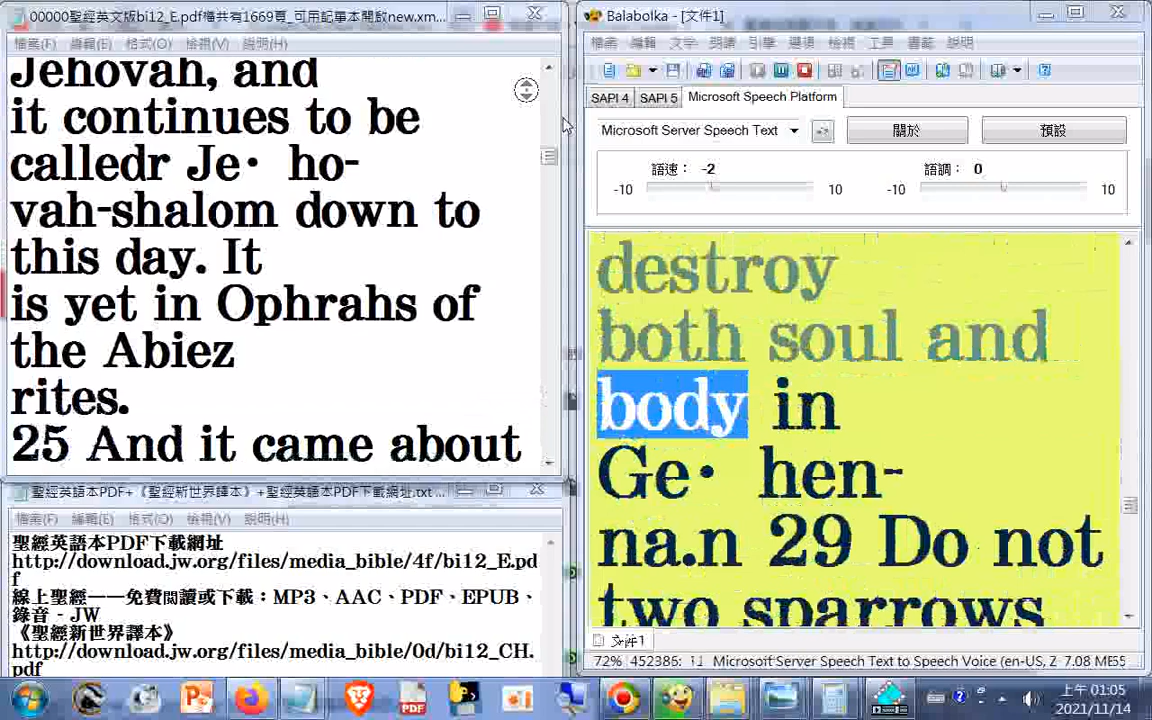 00000聖經英文版bi12_E.pdf檔共有1669頁_可用記事本開啟new.xm...
檔案(F) 編輯(E) 格式(O) 檢視(V) 說明(H)
Jehovah, and
it continues to be
calledr Je· ho-
vah-shalom down to
this day. It
is yet in Ophrahs of
the Abiez
rites.
25 And it came about
聖經英語本PDF+《聖經新世界譯本》+聖經英語本PDF下載網址.txt ...
檔案(F) 編輯(E) 格式(O) 檢視(V) 說明(H)
聖經英語本PDF下載網址
http://download.jw.org/files/media_bible/4f/bi12_E.pd
f
線上聖經——免費閱讀或下載：MP3、AAC、PDF、EPUB、
錄音 - JW
《聖經新世界譯本》
http://download.jw.org/files/media_bible/0d/bi12_CH.
pdf
Balabolka - [文件1]
檔案 編輯 文字 朗讀 引擎 選項 檢視 工具 書籤 說明
SAPI 4 SAPI 5 Microsoft Speech Platform
Microsoft Server Speech Text 關於 預設
語速： -2 語調： 0
-10 10 -10 10
destroy
both soul and
body in
Ge· hen-
na.n 29 Do not
two sparrows
文件1
72% 452386: 11 Microsoft Server Speech Text to Speech Voice (en-US, Z 7.08 ME55
PDF
上午 01:05
2021/11/14